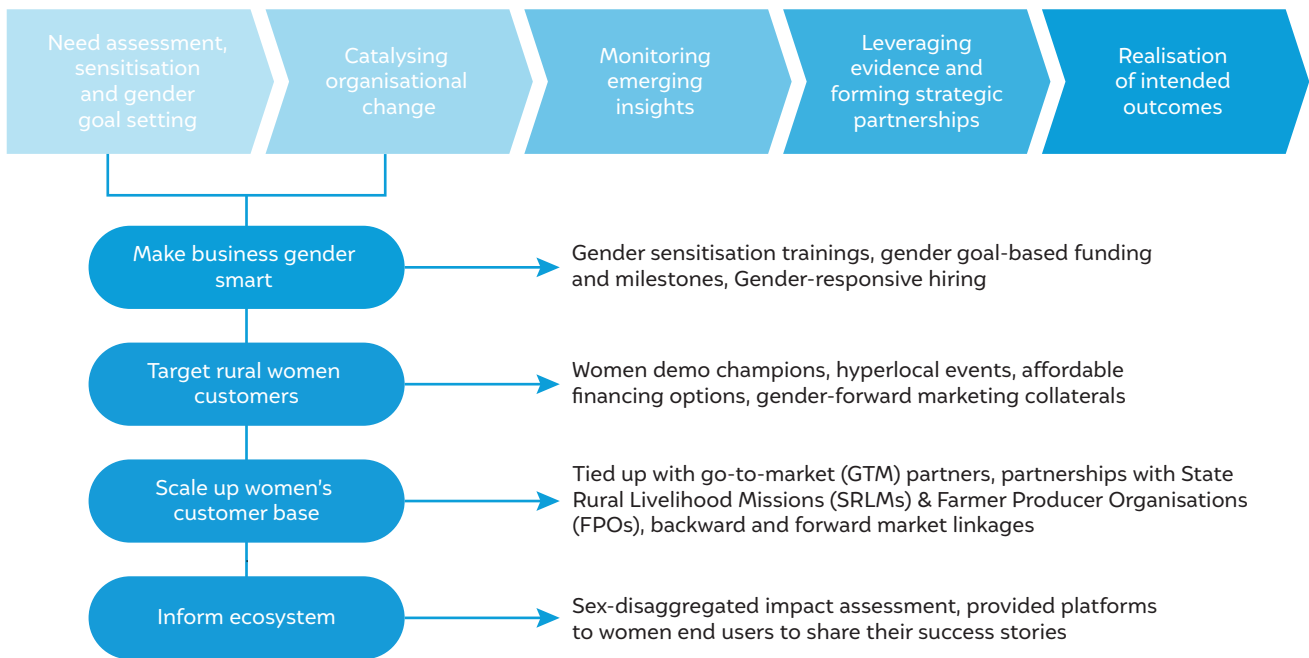 Need assessment,
sensitisation
and gender
goal setting
Catalysing
organisational
change
Monitoring
emerging
insights
Leveraging
evidence and
forming strategic
partnerships
Realisation
of intended
outcomes
Make business gender
smart
Gender sensitisation trainings, gender goal-based funding
and milestones, Gender-responsive hiring
Target rural women
customers
Women demo champions, hyperlocal events, affordable
financing options, gender-forward marketing collaterals
Scale up women's
customer base
Tied up with go-to-market (GTM) partners, partnerships with State
Rural Livelihood Missions (SRLMs) & Farmer Producer Organisations
(FPOs), backward and forward market linkages
Inform ecosystem
Sex-disaggregated impact assessment, provided platforms
to women end users to share their success stories